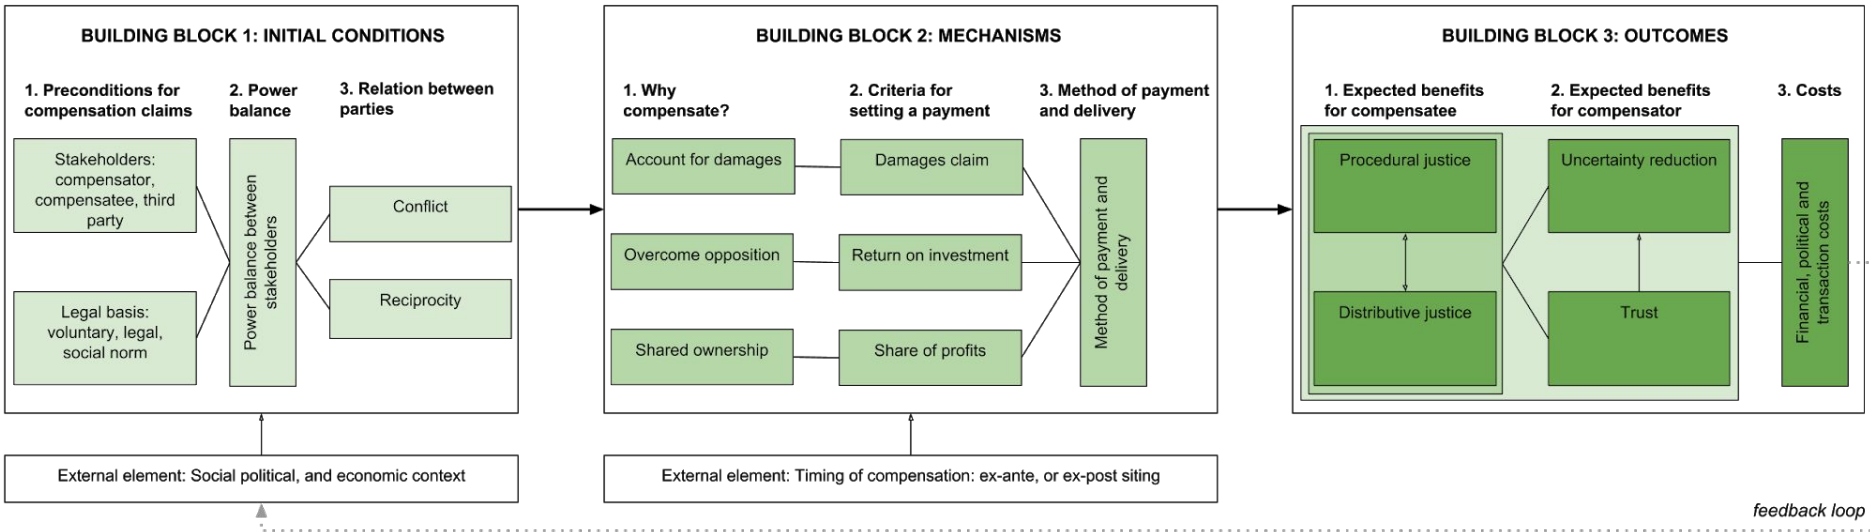 BUILDING BLOCK 1: INITIAL CONDITIONS
1. Preconditions for
compensation claims
2. Power
balance
3. Relation between
parties
Stakeholders:
compensator,
compensatee, third
party
Legal basis:
voluntary, legal,
social norm
Power balance between
stakeholders
Conflict
Reciprocity
External element: Social political, and economic context
BUILDING BLOCK 2: MECHANISMS
1. Why
compensate?
2. Criteria for
setting a payment
3. Method of payment
and delivery
Account for damages
Damages claim
Overcome opposition
Return on investment
Shared ownership
Share of profits
Method of payment and
delivery
External element: Timing of compensation: ex-ante, or ex-post siting
BUILDING BLOCK 3: OUTCOMES
1. Expected benefits
for compensatee
2. Expected benefits
for compensator
3. Costs
Procedural justice
Uncertainty reduction
Distributive justice
Trust
Financial, political and
transaction costs
feedback loop